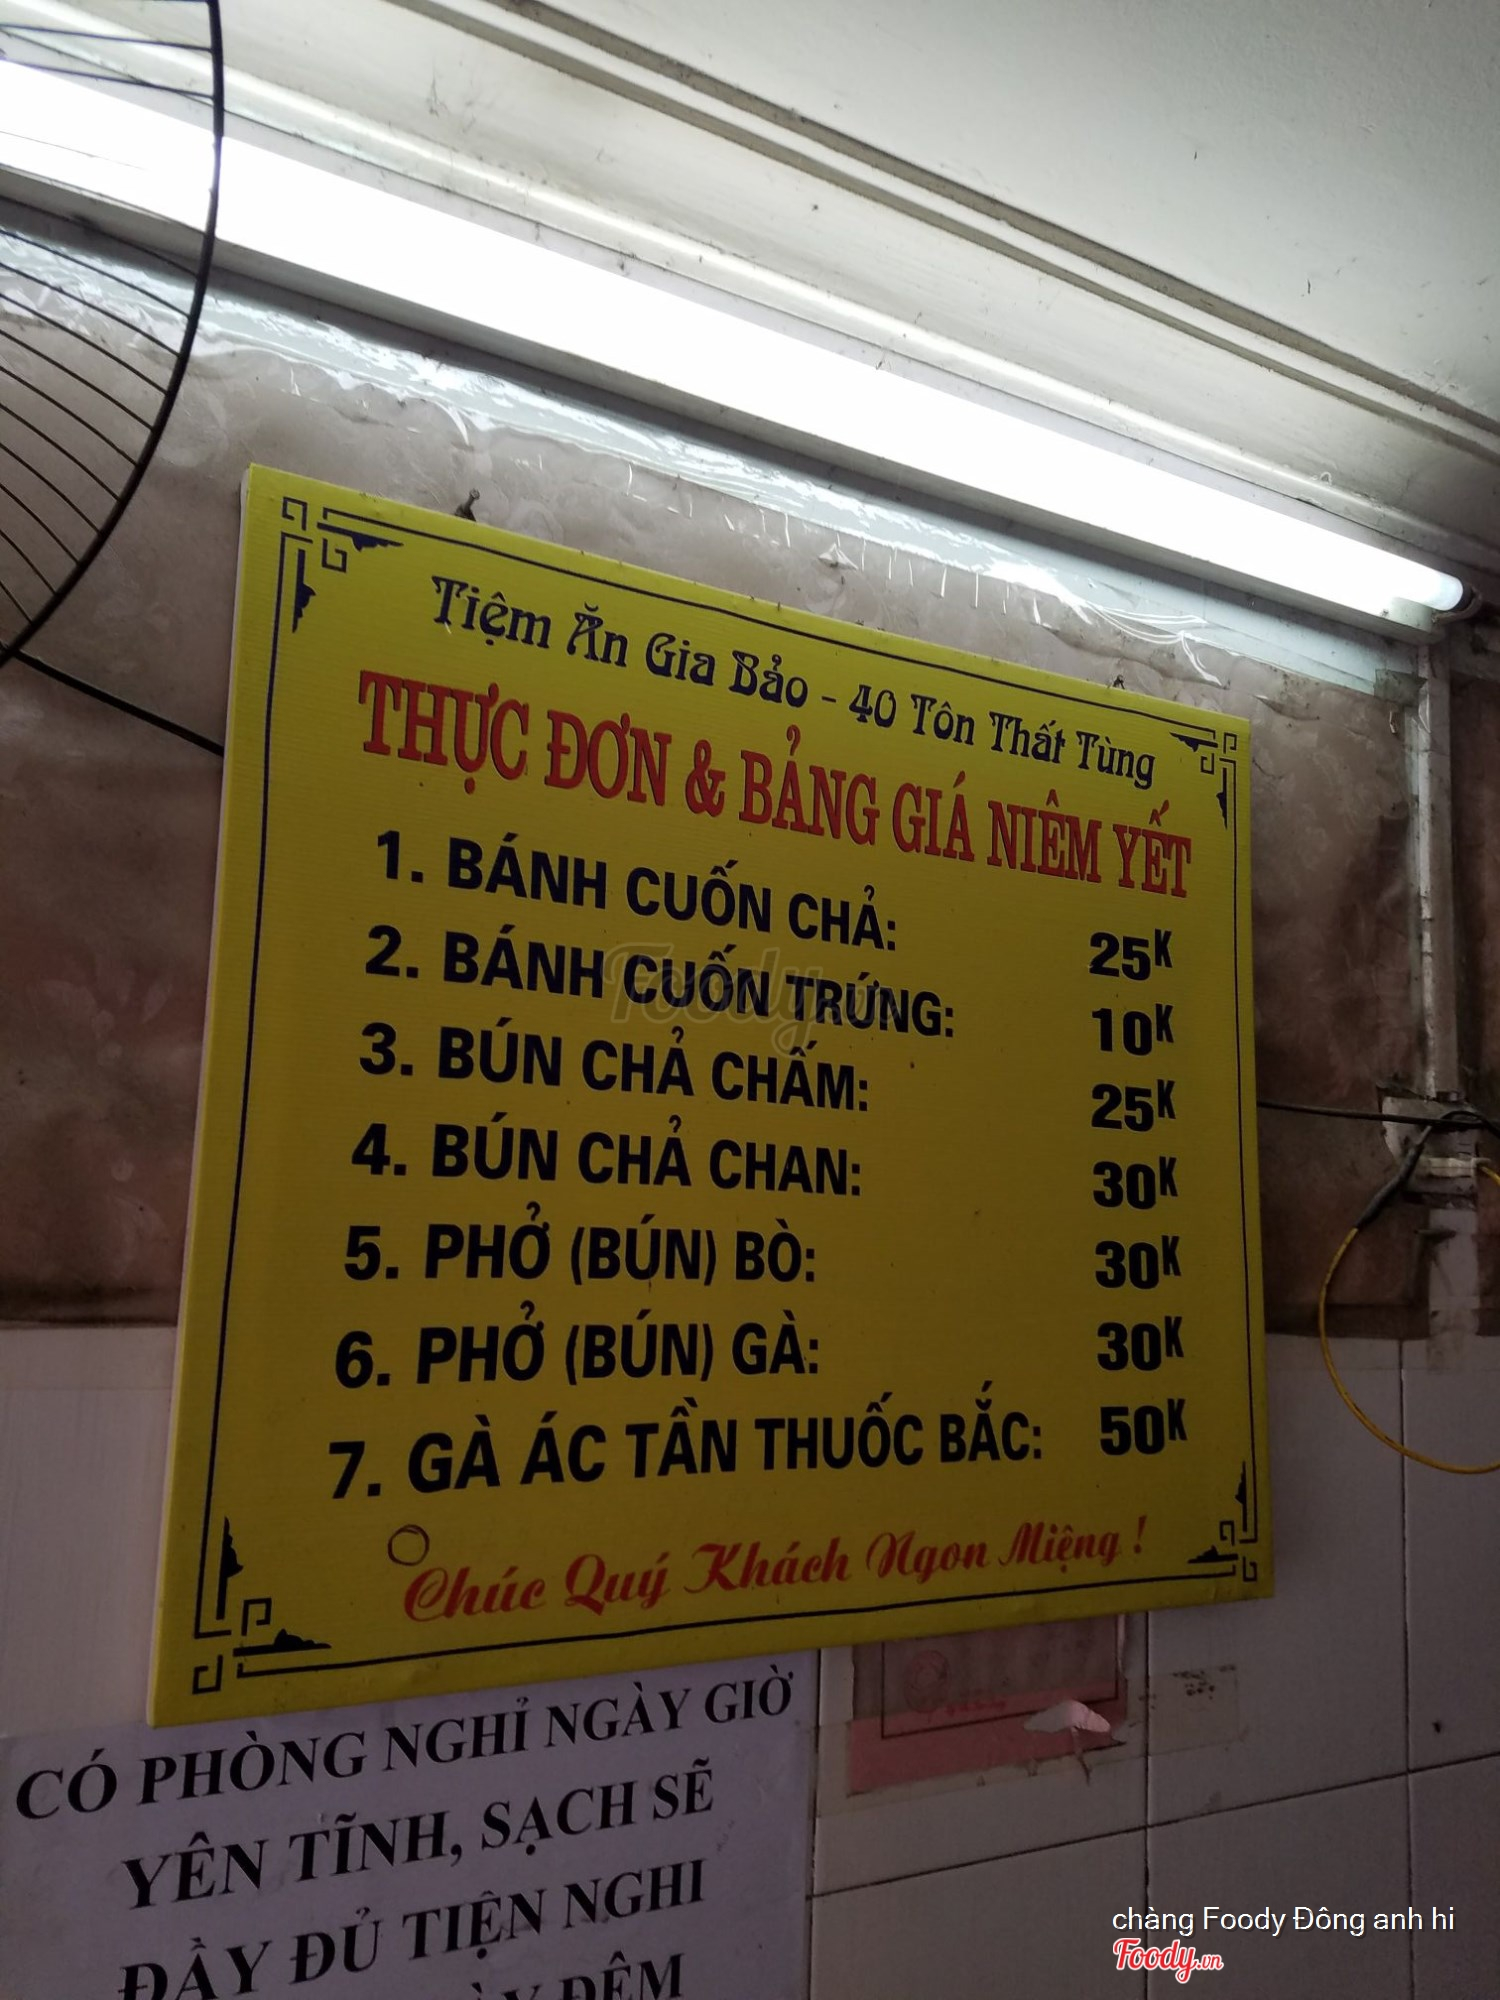 Tiệm Ăn Gia Bảo - 40 Tôn Thất Tùng
THỰC ĐƠN & BẢNG GIÁ NIÊM YẾT
1. BÁNH CUỐN CHẢ: 25K
2. BÁNH CUỐN TRỨNG: 10K
3. BÚN CHẢ CHẤM: 25K
4. BÚN CHẢ CHAN: 30K
5. PHỞ (BÚN) BÒ: 30K
6. PHỞ (BÚN) GÀ: 30K
7. GÀ ÁC TẦN THUỐC BẮC: 50K
Chúc Quý Khách Ngon Miệng !
CÓ PHÒNG NGHỈ NGÀY GIỜ
YÊN TĨNH, SẠCH SẼ
ĐẦY ĐỦ TIỆN NGHI
ĐÊM
Foody.vn
chàng Foody Đông anh hi
Foody.vn